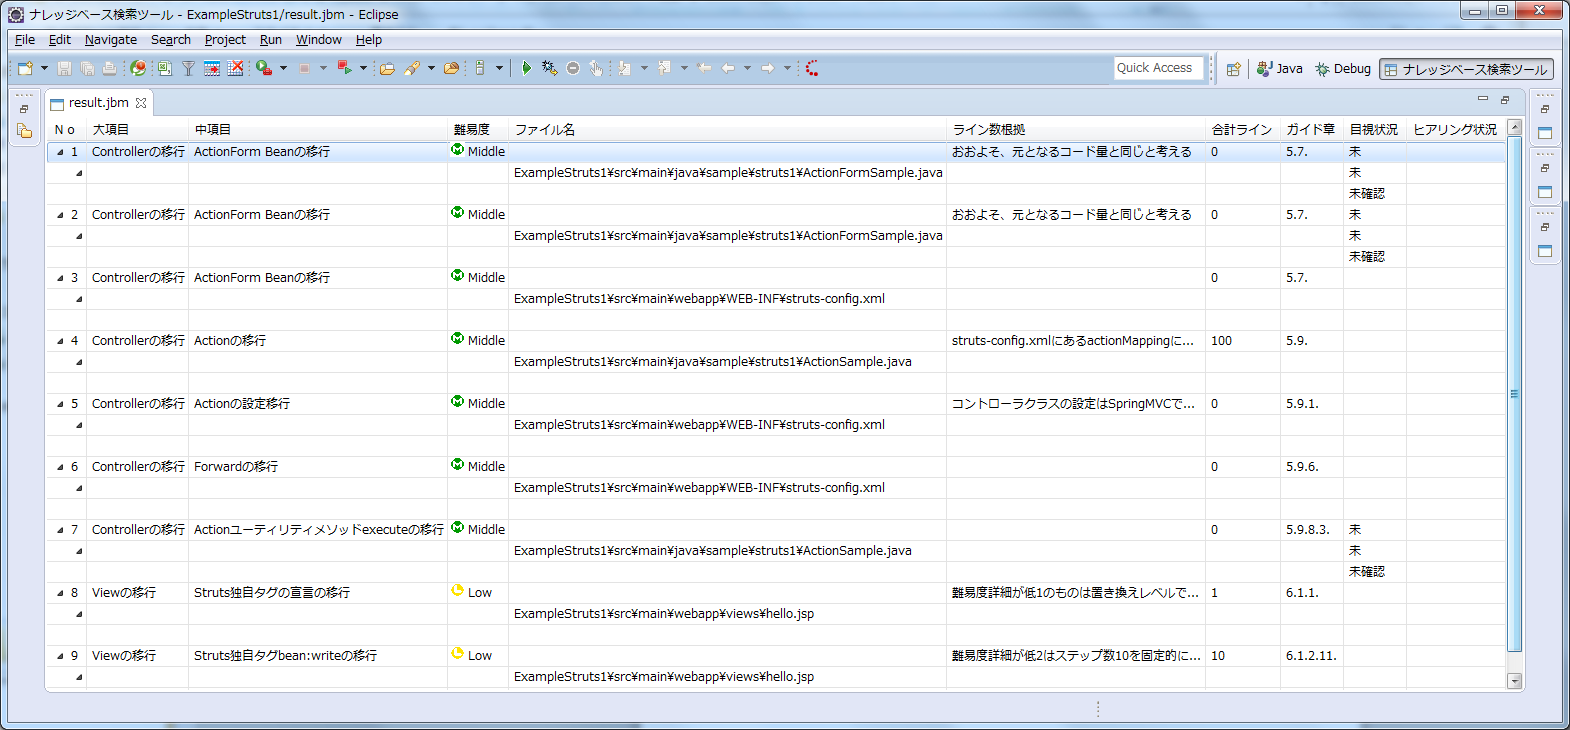 ナレッジベース検索ツール - ExampleStruts1/result.jbm - Eclipse
File Edit Navigate Search Project Run Window Help
Quick Access Java Debug ナレッジベース検索ツール
result.jbm
N o 大項目 中項目 難易度 ファイル名 ライン数根拠 合計ライン ガイド章 目視状況 ヒアリング状況
1 Controllerの移行 ActionForm Beanの移行 Middle おおよそ、元となるコード量と同じと考える 0 5.7. 未
ExampleStruts1¥src¥main¥java¥sample¥struts1¥ActionFormSample.java 未
未確認
2 Controllerの移行 ActionForm Beanの移行 Middle おおよそ、元となるコード量と同じと考える 0 5.7. 未
ExampleStruts1¥src¥main¥java¥sample¥struts1¥ActionFormSample.java 未
未確認
3 Controllerの移行 ActionForm Beanの移行 Middle 0 5.7.
ExampleStruts1¥src¥main¥webapp¥WEB-INF¥struts-config.xml
4 Controllerの移行 Actionの移行 Middle struts-config.xmlにあるactionMappingに... 100 5.9.
ExampleStruts1¥src¥main¥java¥sample¥struts1¥ActionSample.java
5 Controllerの移行 Actionの設定移行 Middle コントローラクラスの設定はSpringMVCで... 0 5.9.1.
ExampleStruts1¥src¥main¥webapp¥WEB-INF¥struts-config.xml
6 Controllerの移行 Forwardの移行 Middle 0 5.9.6.
ExampleStruts1¥src¥main¥webapp¥WEB-INF¥struts-config.xml
7 Controllerの移行 Actionユーティリティメソッドexecuteの移行 Middle 0 5.9.8.3. 未
ExampleStruts1¥src¥main¥java¥sample¥struts1¥ActionSample.java 未
未確認
8 Viewの移行 Struts独自タグの宣言の移行 Low 難易度詳細が低1のものは置き換えレベルで... 1 6.1.1.
ExampleStruts1¥src¥main¥webapp¥views¥hello.jsp
9 Viewの移行 Struts独自タグbean:writeの移行 Low 難易度詳細が低2はステップ数10を固定的に... 10 6.1.2.11.
ExampleStruts1¥src¥main¥webapp¥views¥hello.jsp